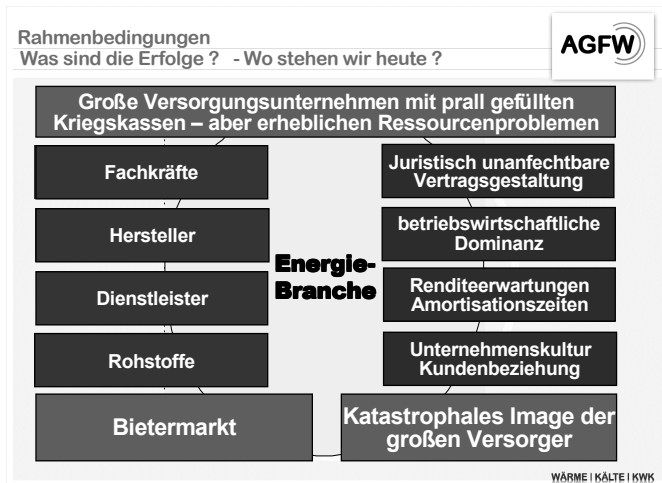 Rahmenbedingungen
Was sind die Erfolge ? - Wo stehen wir heute ?
AGFW
Große Versorgungsunternehmen mit prall gefüllten
Kriegskassen – aber erheblichen Ressourcenproblemen
Fachkräfte
Hersteller
Dienstleister
Rohstoffe
Energie-
Branche
Juristisch unanfechtbare
Vertragsgestaltung
betriebswirtschaftliche
Dominanz
Renditeerwartungen
Amortisationszeiten
Unternehmenskultur
Kundenbeziehung
Bietermarkt
Katastrophales Image der
großen Versorger
WÄRME | KÄLTE | KWK